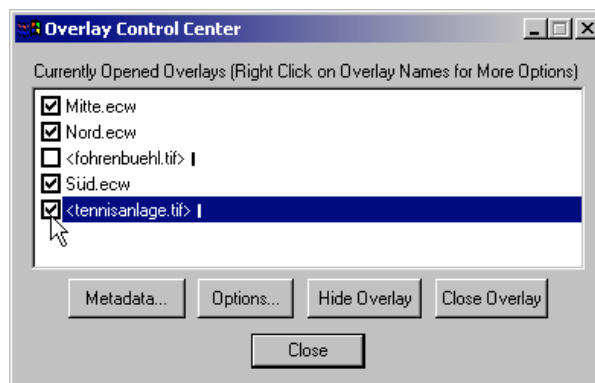 Overlay Control Center
Currently Opened Overlays (Right Click on Overlay Names for More Options)
Mitte.ecw
Nord.ecw
<fohrenbuehl.tif> |
Süd.ecw
<tennisanlage.tif> |
Metadata... Options... Hide Overlay Close Overlay
Close